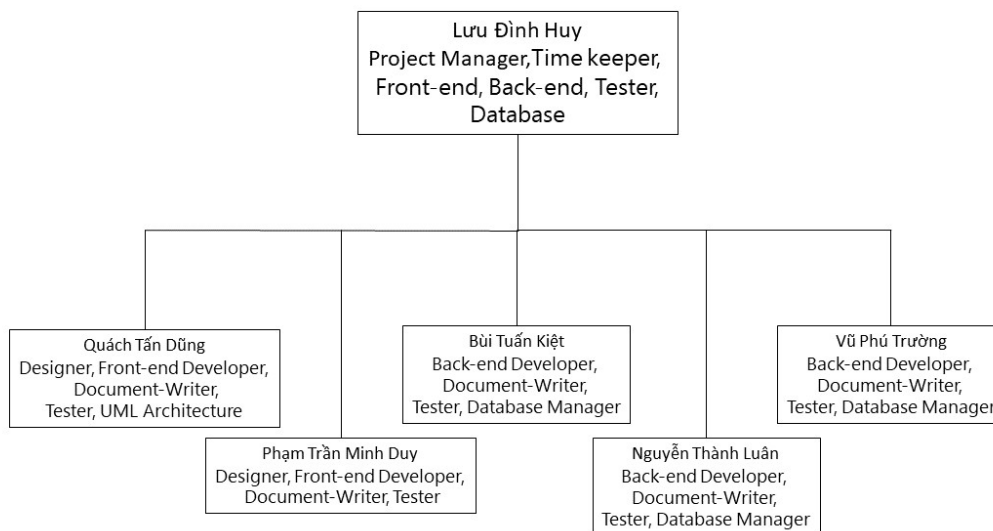 Lưu Đình Huy
Project Manager,Time keeper,
Front-end, Back-end, Tester,
Database
Quách Tấn Dũng
Designer, Front-end Developer,
Document-Writer,
Tester, UML Architecture
Phạm Trần Minh Duy
Designer, Front-end Developer,
Document-Writer, Tester
Bùi Tuấn Kiệt
Back-end Developer,
Document-Writer,
Tester, Database Manager
Nguyễn Thành Luân
Back-end Developer,
Document-Writer,
Tester, Database Manager
Vũ Phú Trường
Back-end Developer,
Document-Writer,
Tester, Database Manager